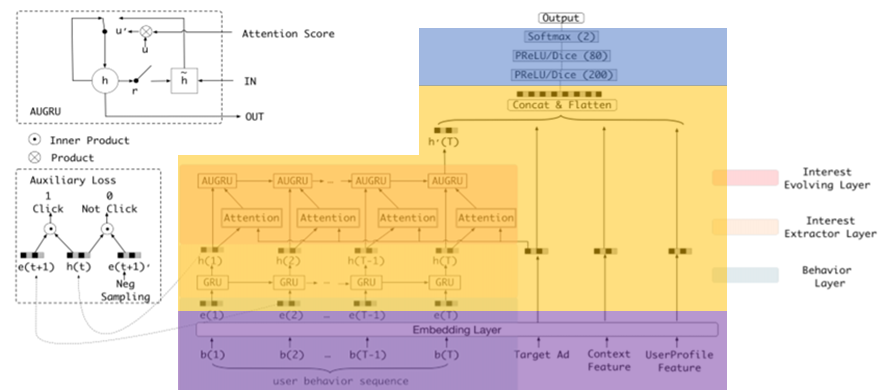 Output
Softmax (2)
PReLU/Dice (80)
PReLU/Dice (200)
Concat & Flatten
h'(T)
u' u
Attention Score
h r h̃
IN
OUT
AUGRU
Inner Product
Product
Auxiliary Loss
1 0
Click Not Click
e(t+1) h(t) e(t+1)'
Neg
Sampling
AUGRU AUGRU … AUGRU AUGRU
Attention Attention Attention Attention
h(1) h(2) h(T-1) h(T)
GRU GRU … GRU GRU
e(1) e(2) … e(T-1) e(T)
Embedding Layer
b(1) b(2) … b(T-1) b(T)
user behavior sequence
Target Ad
Context
Feature
UserProfile
Feature
Interest
Evolving Layer
Interest
Extractor Layer
Behavior
Layer